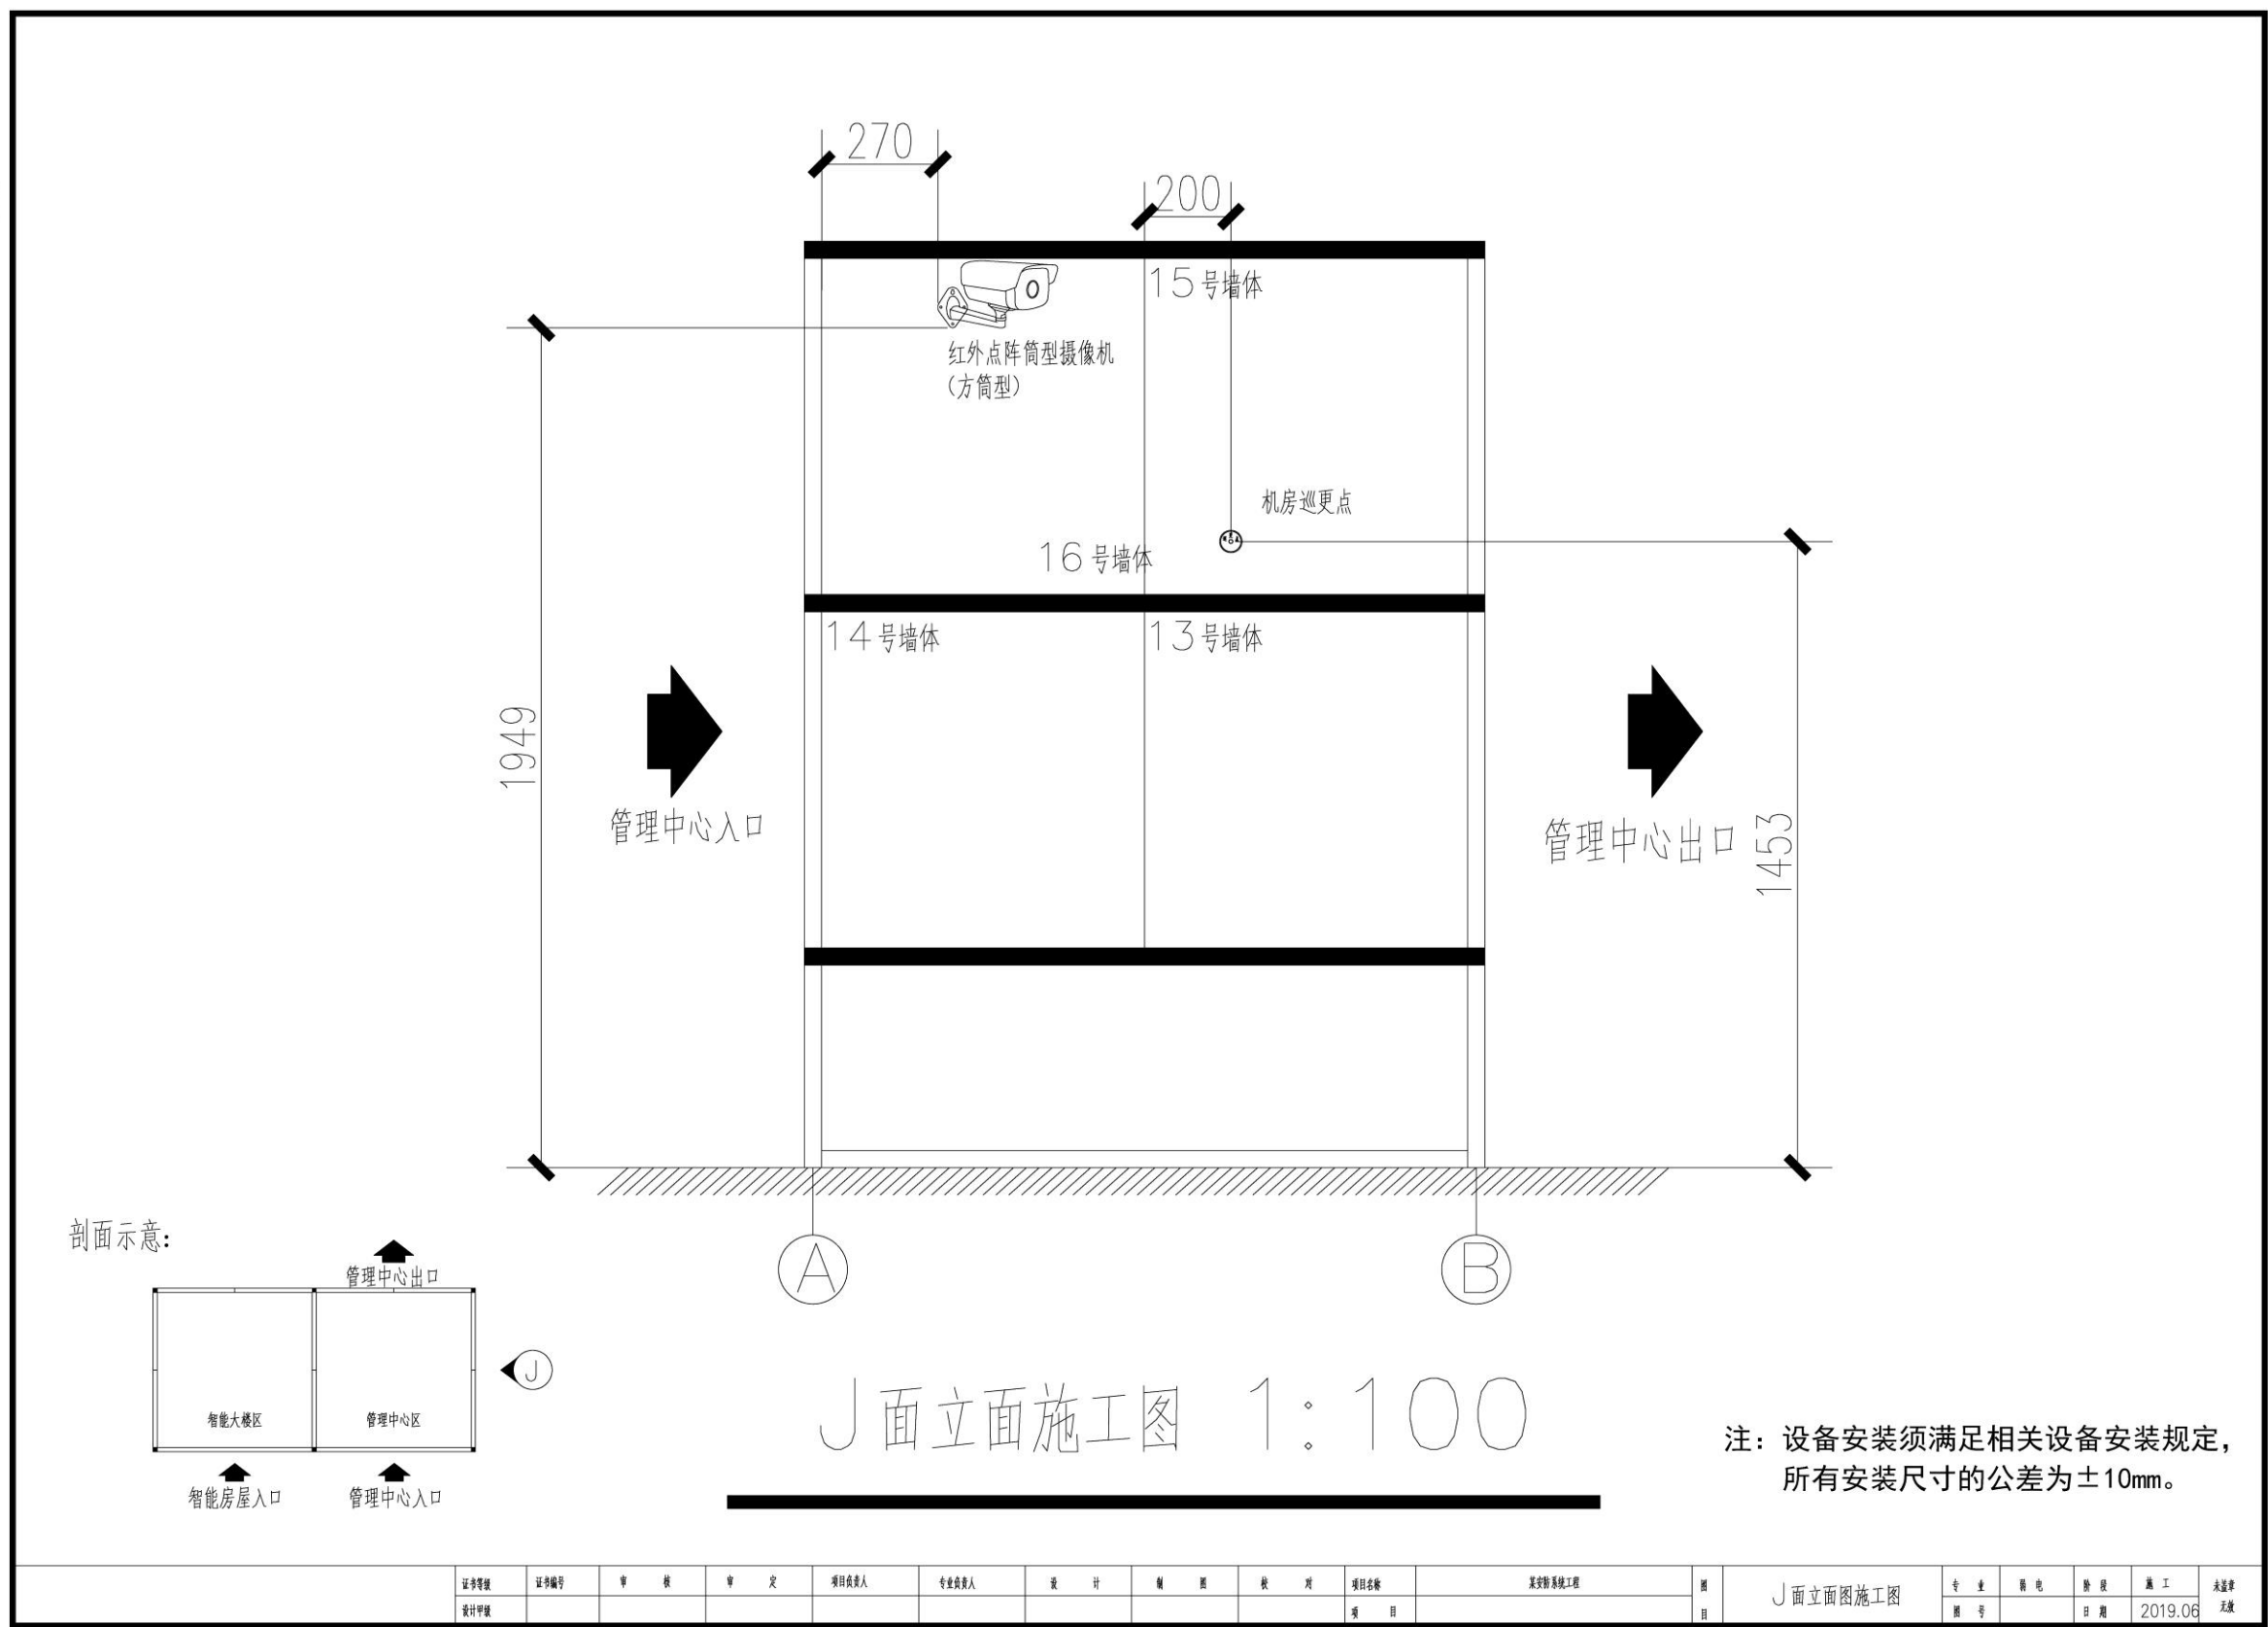 270
200
15号墙体
红外点阵筒型摄像机
(方筒型)
机房巡更点
16号墙体
14号墙体
13号墙体
1949
管理中心入口
管理中心出口
1453
A
B
剖面示意:
管理中心出口
J
智能大楼区
管理中心区
智能房屋入口
管理中心入口
J面立面施工图 1:100
注: 设备安装须满足相关设备安装规定,
所有安装尺寸的公差为±10mm。
证书等级 证书编号 审 核 审 定 项目负责人 专业负责人 设 计 制 图 校 对 项目名称 某安防系统工程 图 J面立面图施工图 专 业 弱电 阶段 施工 未盖章
设计甲级 项 目 目 图 号 日期 2019.06 无效